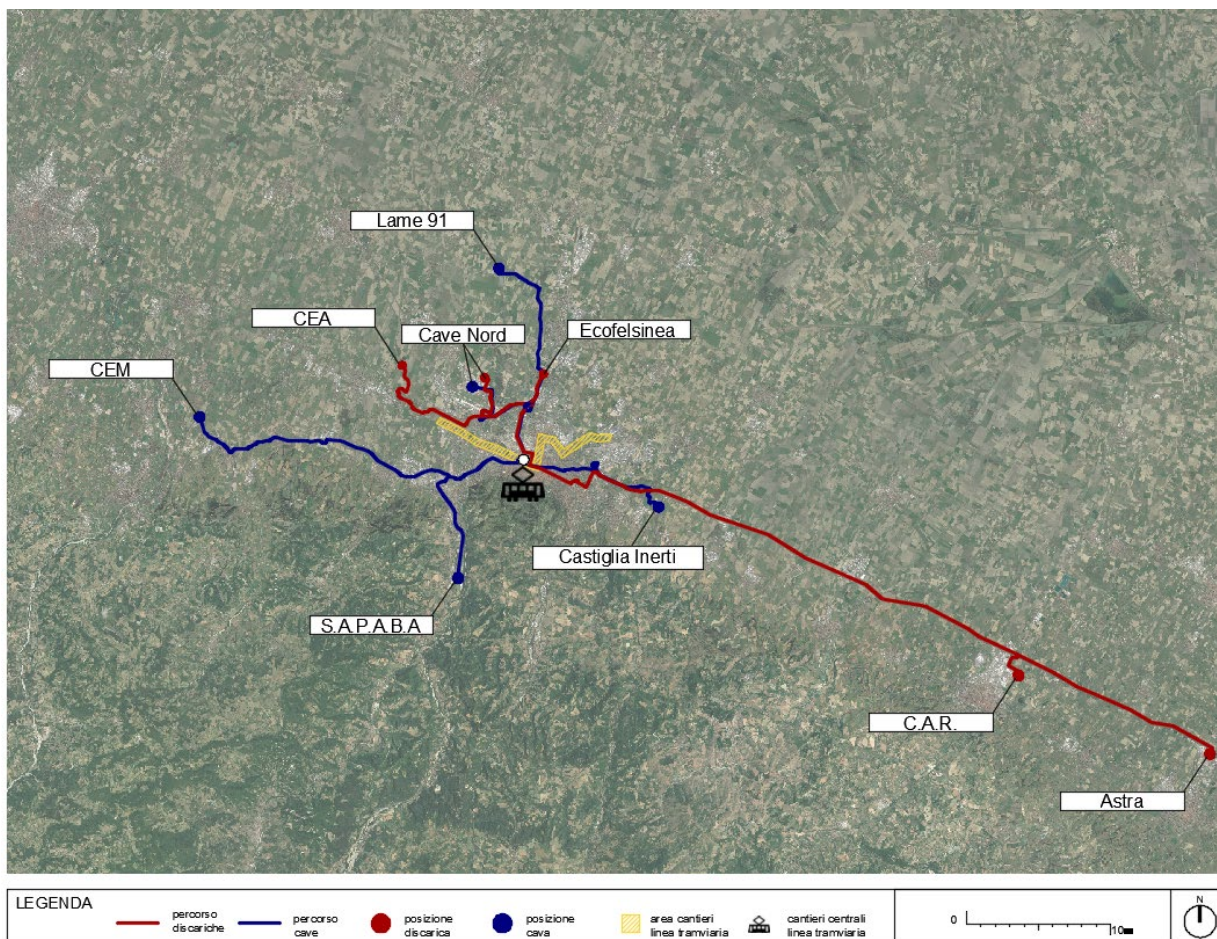 Lame 91
CEA
Cave Nord
Ecofelsinea
CEM
Castiglia Inerti
S.A.P.A.B.A
C.A.R.
Astra
LEGENDA
percorso
discariche
percorso
cave
posizione
discarica
posizione
cava
area cantieri
linea tramviaria
cantieri centrali
linea tramviaria
0
10
N